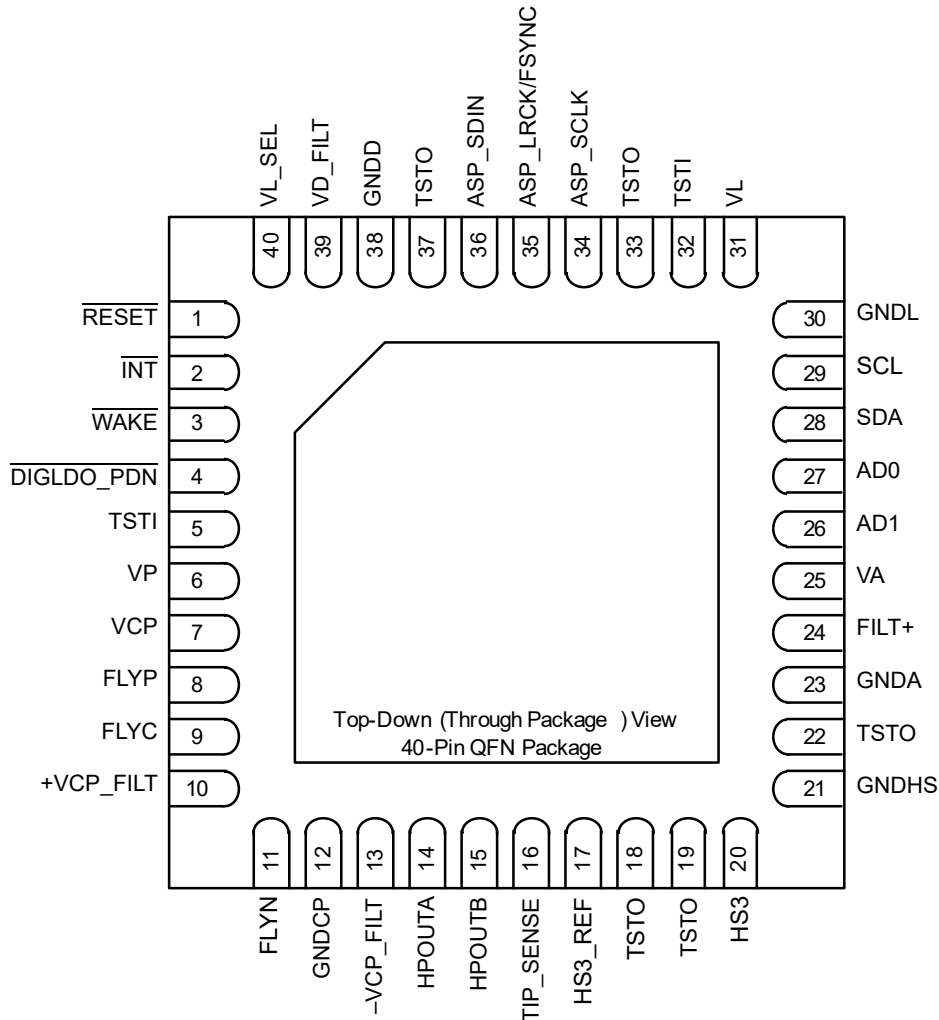 VL_SEL
VD_FILT
GNDD
TSTO
ASP_SDIN
ASP_LRCK/FSYNC
ASP_SCLK
TSTO
TSTI
VL
40
39
38
37
36
35
34
33
32
31
RESET 1
INT 2
WAKE 3
DIGLDO_PDN 4
TSTI 5
VP 6
VCP 7
FLYP 8
FLYC 9
+VCP_FILT 10
30 GNDL
29 SCL
28 SDA
27 AD0
26 AD1
25 VA
24 FILT+
23 GNDA
22 TSTO
21 GNDHS
Top-Down (Through Package ) View
40-Pin QFN Package
11
12
13
14
15
16
17
18
19
20
FLYN
GNDCP
–VCP_FILT
HPOUTA
HPOUTB
TIP_SENSE
HS3_REF
TSTO
TSTO
HS3